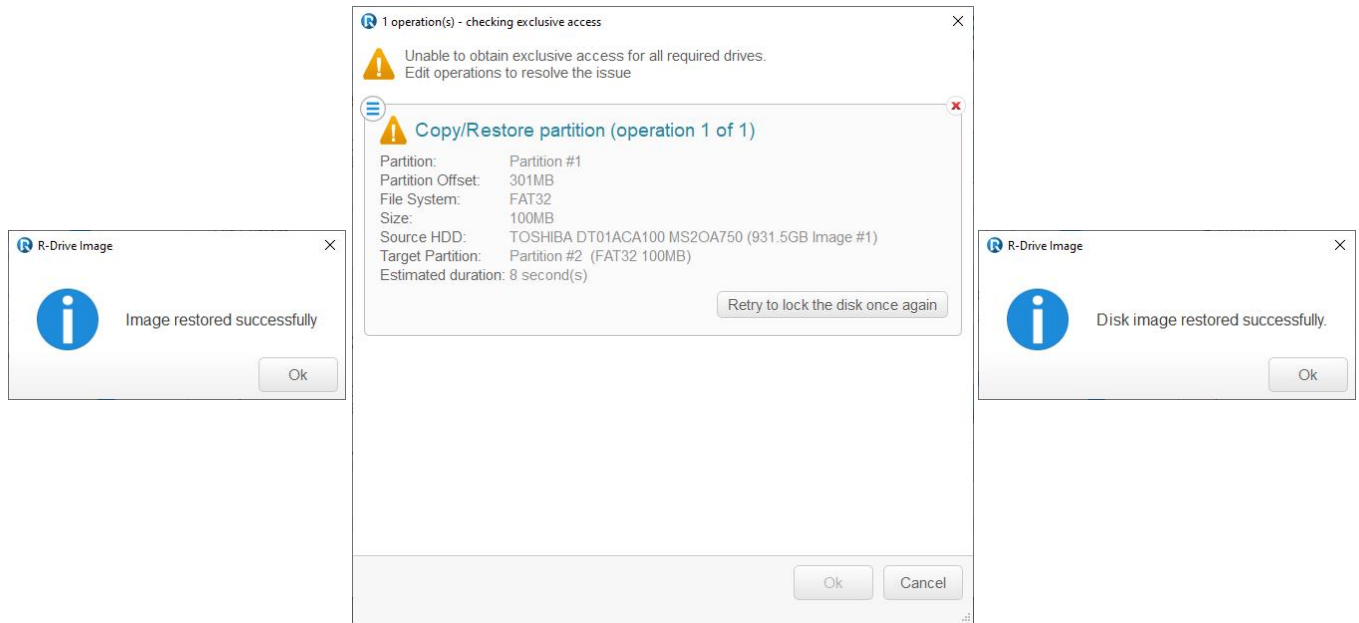 R-Drive Image
Image restored successfully
Ok
1 operation(s) - checking exclusive access
Unable to obtain exclusive access for all required drives.
Edit operations to resolve the issue
Copy/Restore partition (operation 1 of 1)
Partition: Partition #1
Partition Offset: 301MB
File System: FAT32
Size: 100MB
Source HDD: TOSHIBA DT01ACA100 MS2OA750 (931.5GB Image #1)
Target Partition: Partition #2 (FAT32 100MB)
Estimated duration: 8 second(s)
Retry to lock the disk once again
Ok Cancel
R-Drive Image
Disk image restored successfully.
Ok